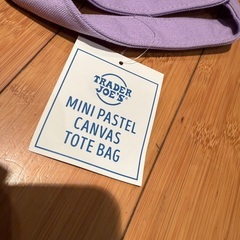 TRADER
JOE'S
MINI PASTEL
CANVAS
TOTE BAG